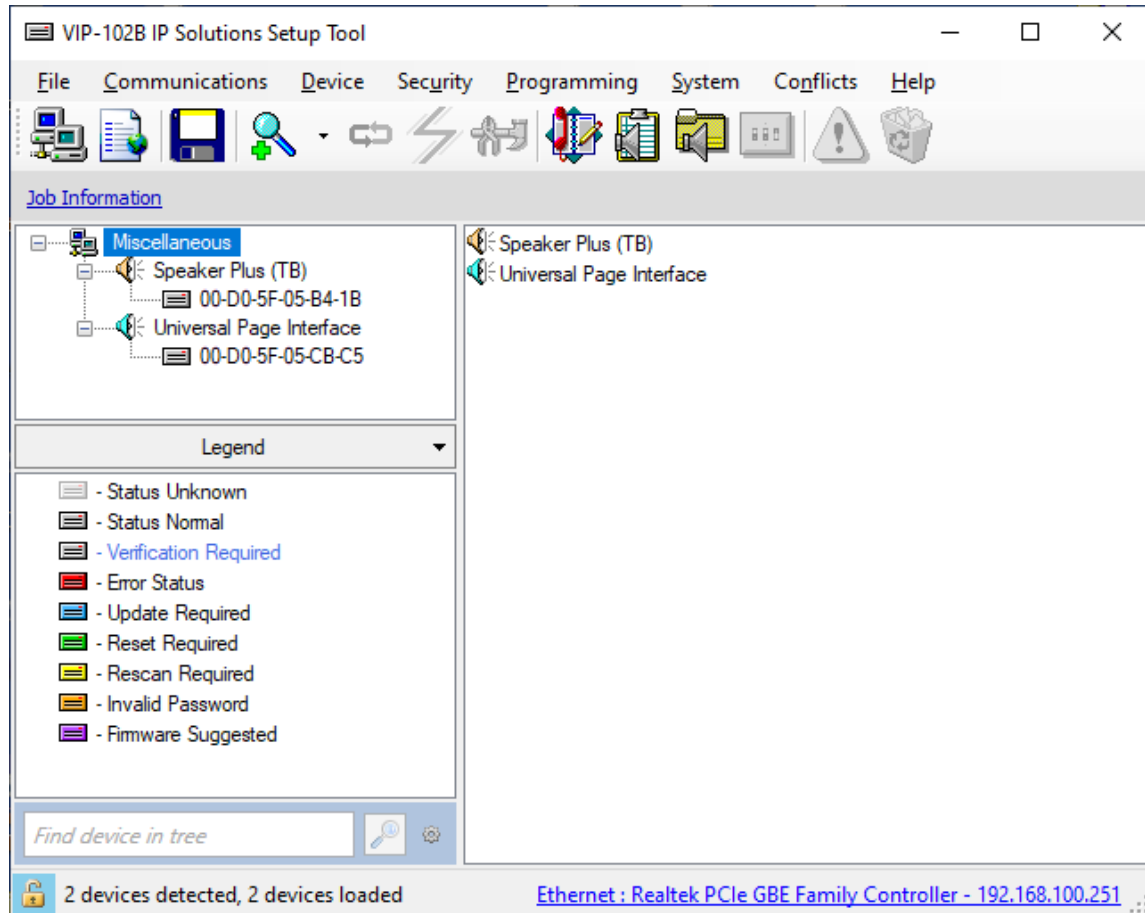 VIP-102B IP Solutions Setup Tool
File Communications Device Security Programming System Conflicts Help
Job Information
Miscellaneous
Speaker Plus (TB)
00-D0-5F-05-B4-1B
Universal Page Interface
00-D0-5F-05-CB-C5
Speaker Plus (TB)
Universal Page Interface
Legend
- Status Unknown
- Status Normal
- Verification Required
- Error Status
- Update Required
- Reset Required
- Rescan Required
- Invalid Password
- Firmware Suggested
Find device in tree
2 devices detected, 2 devices loaded
Ethernet : Realtek PCIe GBE Family Controller - 192.168.100.251